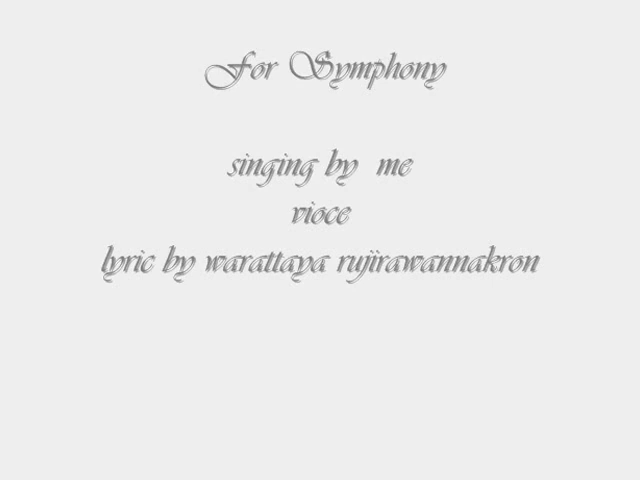 For Symphony
singing by me
vioce
lyric by warattaya rujirawannakron